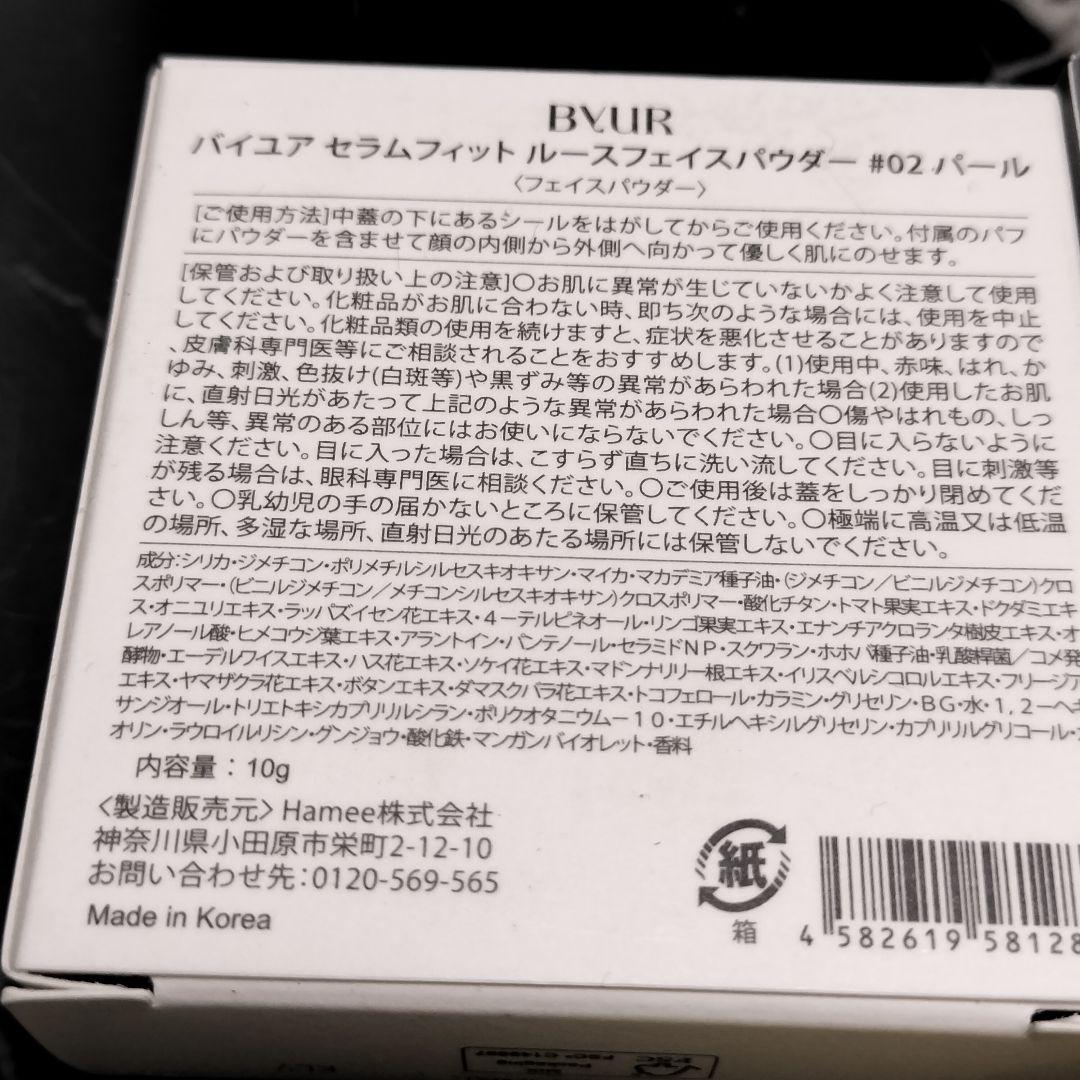 BYUR
バイユア セラムフィット ルースフェイスパウダー #02 パール
〈フェイスパウダー〉
[ご使用方法]中蓋の下にあるシールをはがしてからご使用ください。付属のパフ
にパウダーを含ませて顔の内側から外側へ向かって優しく肌にのせます。
[保管および取り扱い上の注意]〇お肌に異常が生じていないかよく注意して使用
してください。化粧品がお肌に合わない時、即ち次のような場合には、使用を中止
してください。化粧品類の使用を続けますと、症状を悪化させることがありますので
、皮膚科専門医等にご相談されることをおすすめします。(1)使用中、赤味、はれ、か
ゆみ、刺激、色抜け(白斑等)や黒ずみ等の異常があらわれた場合(2)使用したお肌
に、直射日光があたって上記のような異常があらわれた場合〇傷やはれもの、しっ
しん等、異常のある部位にはお使いにならないでください。〇目に入らないように
注意ください。目に入った場合は、こすらず直ちに洗い流してください。目に刺激等
が残る場合は、眼科専門医に相談ください。〇ご使用後は蓋をしっかり閉めてくだ
さい。〇乳幼児の手の届かないところに保管してください。〇極端に高温又は低温
の場所、多湿な場所、直射日光のあたる場所には保管しないでください。
成分:シリカ・ジメチコン・ポリメチルシルセスキオキサン・マイカ・マカデミア種子油・(ジメチコン/ビニルジメチコン)クロ
スポリマー・(ビニルジメチコン/メチコンシルセスキオキサン)クロスポリマー・酸化チタン・トマト果実エキス・ドクダミエキ
ス・オニユリエキス・ラッパズイセン花エキス・4-テルピネオール・リンゴ果実エキス・エナンチアクロランタ樹皮エキス・オ
レアノール酸・ヒメコウジ葉エキス・アラントイン・パンテノール・セラミドNP・スクワラン・ホホバ種子油・乳酸桿菌/コメ発
酵物・エーデルワイスエキス・ハス花エキス・ソケイ花エキス・マドンナリリー根エキス・イリスベルシコロルエキス・フリージア
エキス・ヤマザクラ花エキス・ボタンエキス・ダマスクバラ花エキス・トコフェロール・カラミン・グリセリン・BG・水・1,2-ヘキ
サンジオール・トリエトキシカプリリルシラン・ポリクオタニウム-10・エチルヘキシルグリセリン・カプリリルグリコール・
オリン・ラウロイルリシン・グンジョウ・酸化鉄・マンガンバイオレット・香料
内容量：10g
〈製造販売元〉Hamee株式会社
神奈川県小田原市栄町2-12-10
お問い合わせ先：0120-569-565
Made in Korea
紙
箱
4 582619 58128